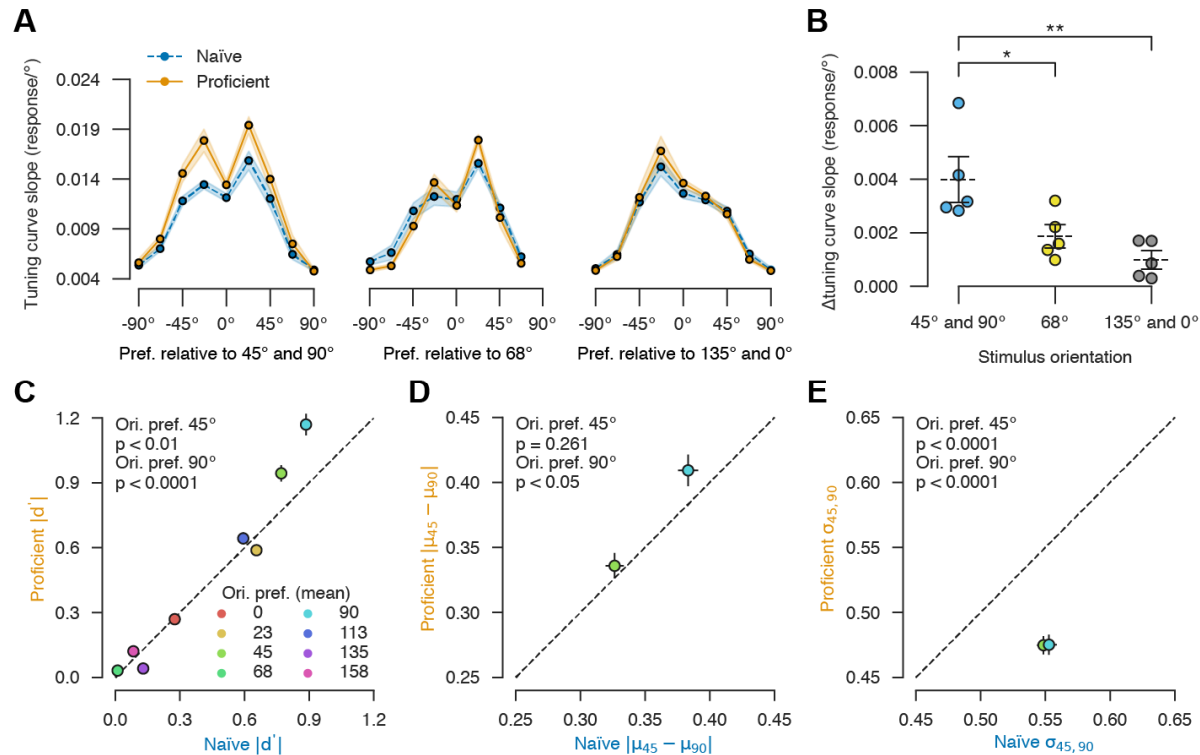 A
Naïve
Proficient
Tuning curve slope (response/°)
0.024
0.019
0.014
0.009
0.004
-90° -45° 0° 45° 90°
Pref. relative to 45° and 90°
-90° -45° 0° 45° 90°
Pref. relative to 68°
-90° -45° 0° 45° 90°
Pref. relative to 135° and 0°
B
**
*
Δtuning curve slope (response/°)
0.008
0.006
0.004
0.002
0.000
45° and 90° 68° 135° and 0°
Stimulus orientation
C
Proficient |d'|
1.2
0.9
0.6
0.3
0.0
Ori. pref. 45°
p < 0.01
Ori. pref. 90°
p < 0.0001
Ori. pref. (mean)
0 90
23 113
45 135
68 158
0.0 0.3 0.6 0.9 1.2
Naïve |d'|
D
Proficient |μ45 − μ90|
0.45
0.40
0.35
0.30
0.25
Ori. pref. 45°
p = 0.261
Ori. pref. 90°
p < 0.05
0.25 0.30 0.35 0.40 0.45
Naïve |μ45 − μ90|
E
Proficient σ45, 90
0.65
0.60
0.55
0.50
0.45
Ori. pref. 45°
p < 0.0001
Ori. pref. 90°
p < 0.0001
0.45 0.50 0.55 0.60 0.65
Naïve σ45, 90